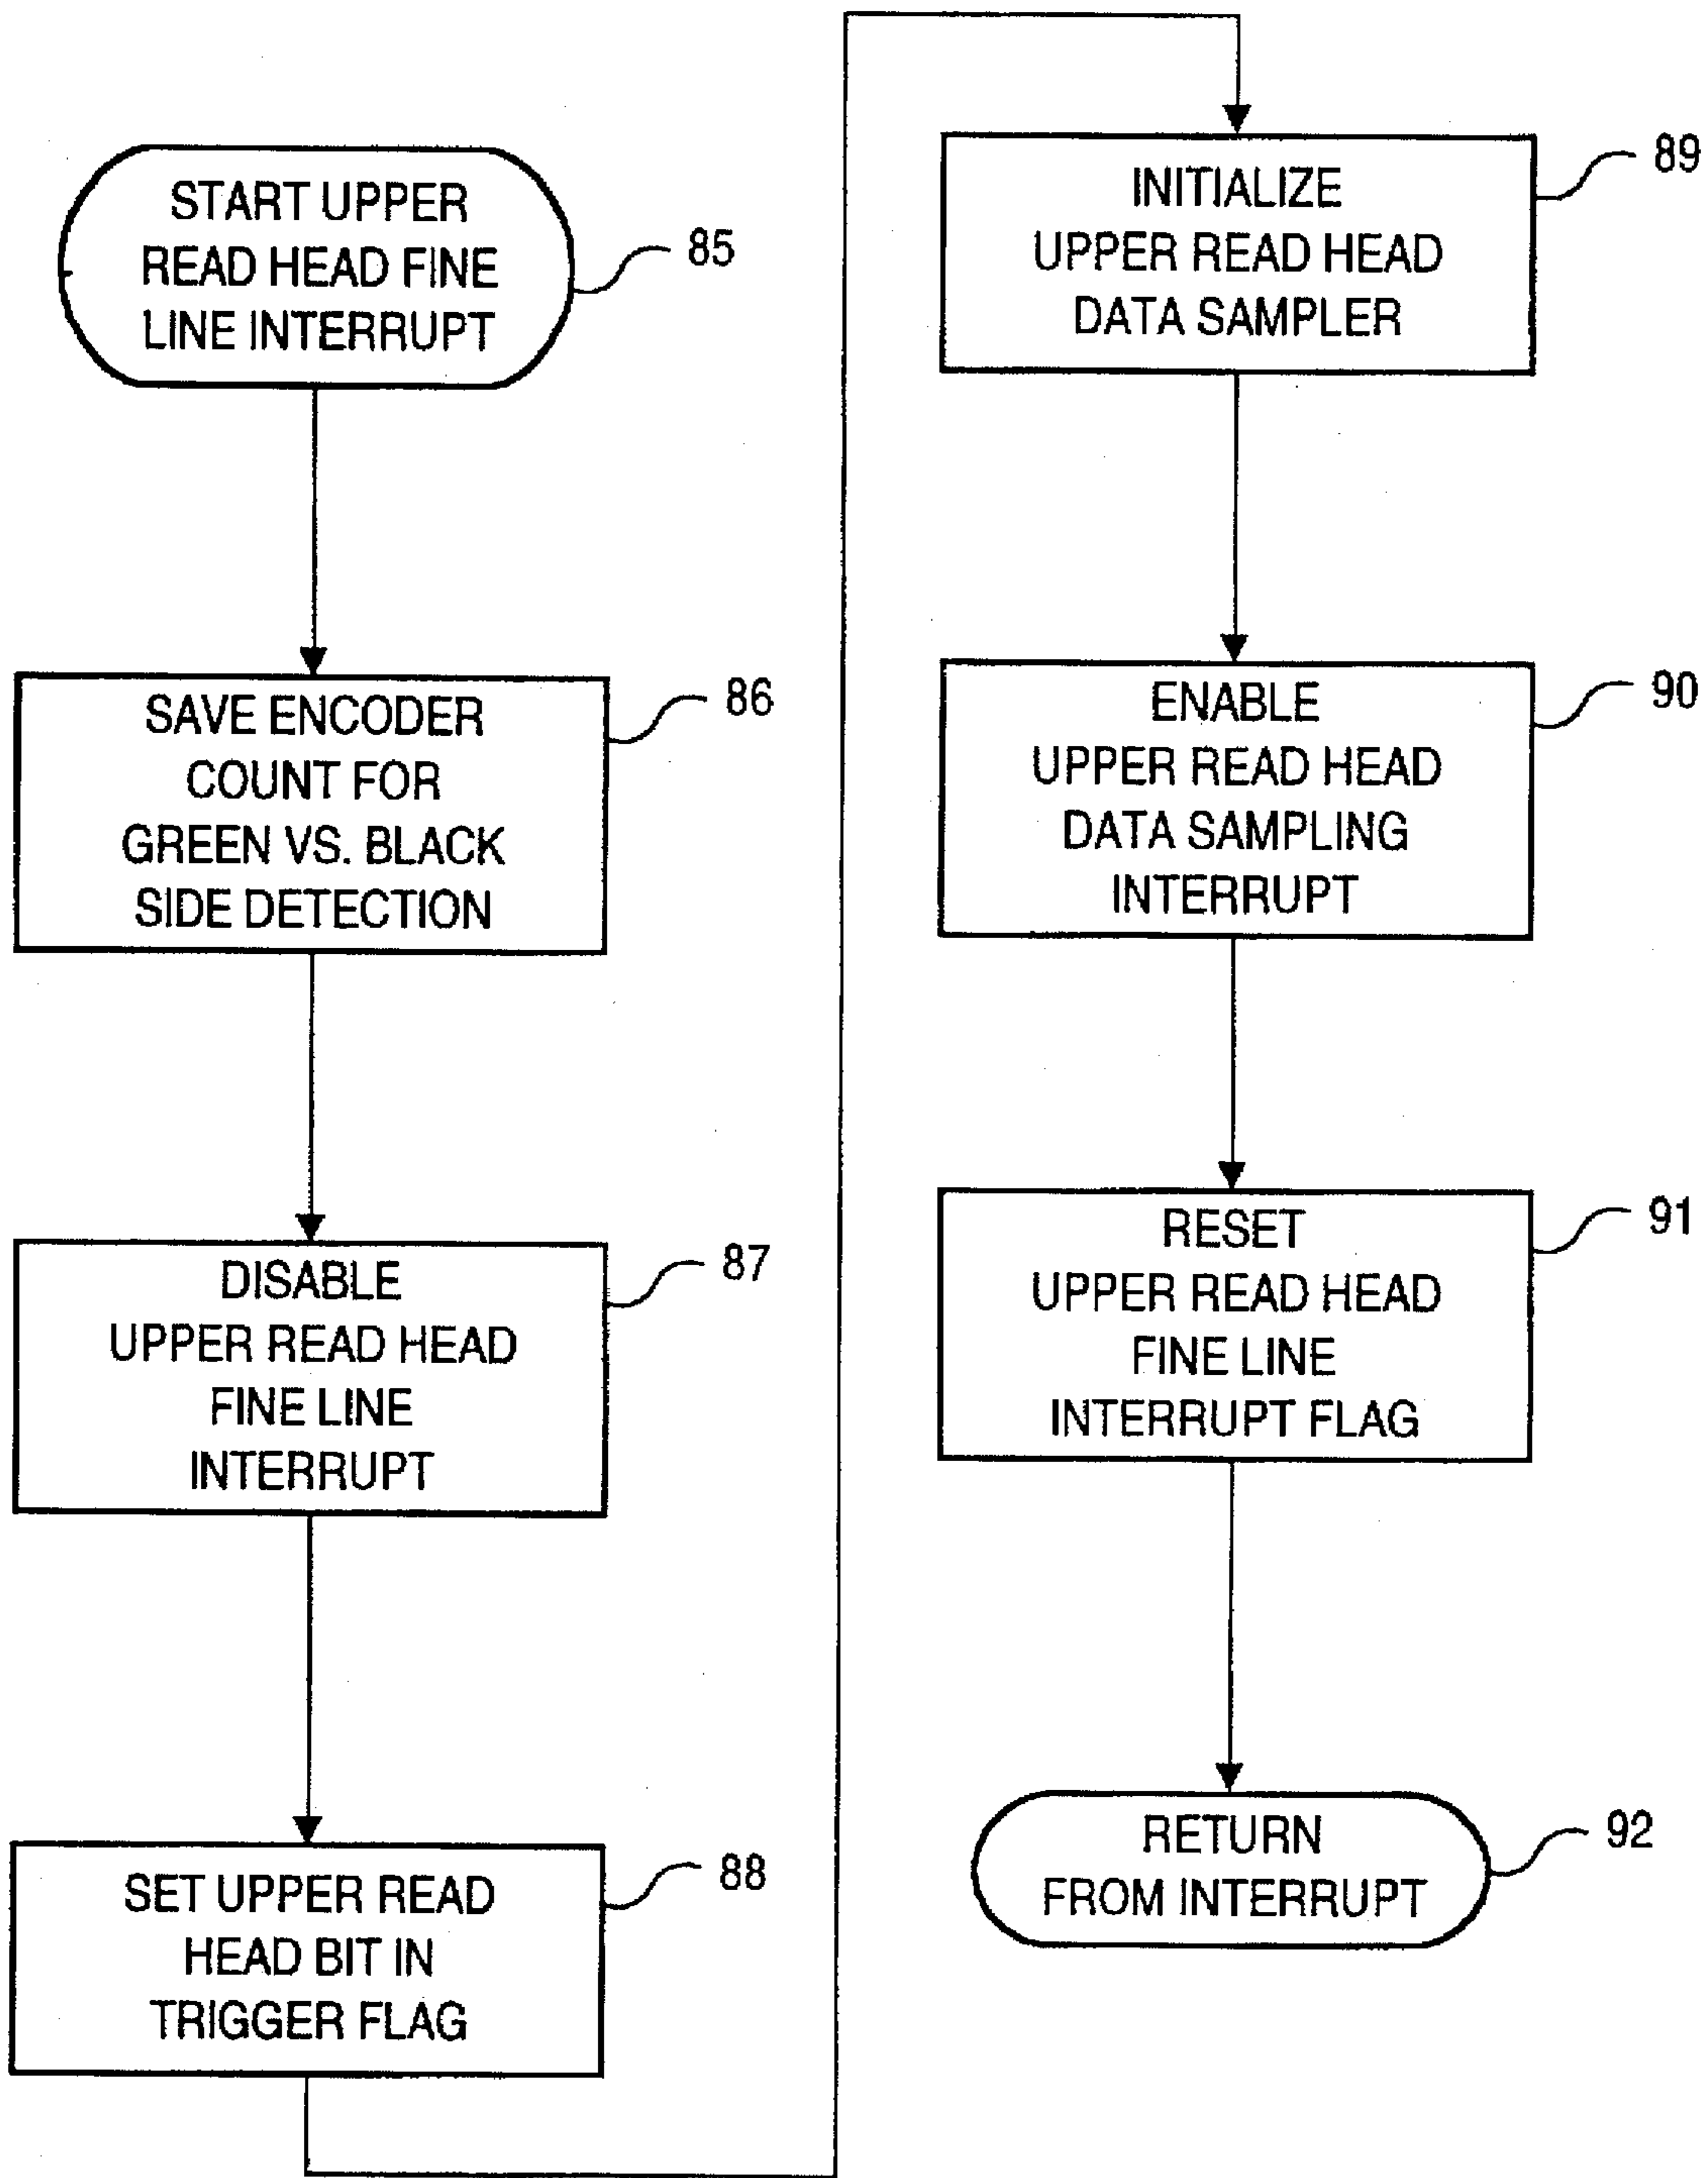 START UPPER
READ HEAD FINE
LINE INTERRUPT
85
SAVE ENCODER
COUNT FOR
GREEN VS. BLACK
SIDE DETECTION
86
DISABLE
UPPER READ HEAD
FINE LINE
INTERRUPT
87
SET UPPER READ
HEAD BIT IN
TRIGGER FLAG
88
INITIALIZE
UPPER READ HEAD
DATA SAMPLER
89
ENABLE
UPPER READ HEAD
DATA SAMPLING
INTERRUPT
90
RESET
UPPER READ HEAD
FINE LINE
INTERRUPT FLAG
91
RETURN
FROM INTERRUPT
92